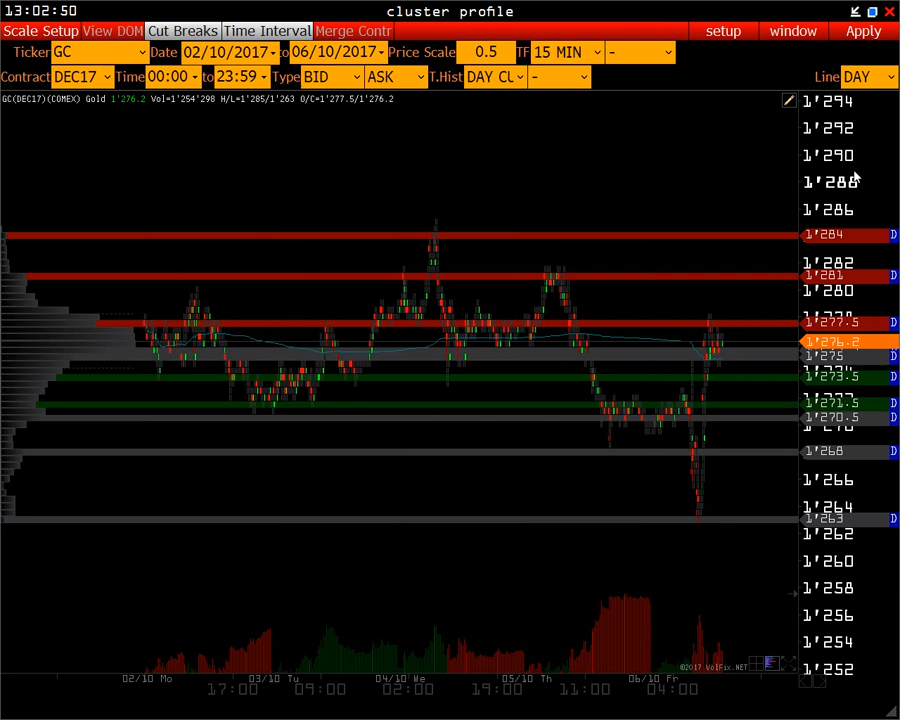 13:02:50 cluster profile
Scale Setup View DOM Cut Breaks Time Interval Merge Contr setup window Apply
Ticker GC Date 02/10/2017 to 06/10/2017 Price Scale 0.5 TF 15 MIN -
Contract DEC17 Time 00:00 to 23:59 Type BID ASK T.Hist DAY CL - Line DAY
GC(DEC17)(COMEX) Gold 1'276.2 Vol=1'254'298 H/L=1'285/1'263 O/C=1'277.5/1'276.2
1'294
1'292
1'290
1'288
1'286
1'284 D
1'282
1'281 D
1'280
1'277.5 D
1'276.2
1'275 D
1'273.5 D
1'271.5 D
1'270.5 D
1'268 D
1'266
1'264
1'263 D
1'262
1'260
1'258
1'256
1'254
©2017 VolFix.NET
1'252
02/10 Mo 03/10 Tu 04/10 We 05/10 Th 06/10 Fr
17:00 09:00 02:00 19:00 11:00 04:00